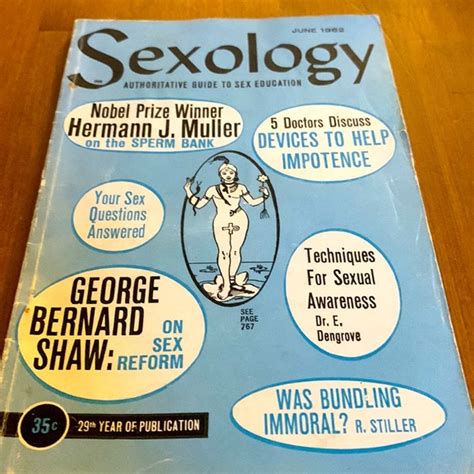 JUNE 1962
Sexology
AUTHORITATIVE GUIDE TO SEX EDUCATION
Nobel Prize Winner
Hermann J. Muller
on the SPERM BANK
5 Doctors Discuss
DEVICES TO HELP
IMPOTENCE
Your Sex
Questions
Answered
Techniques
For Sexual
Awareness
Dr. E.
Dengrove
SEE
PAGE
767
GEORGE
BERNARD
SHAW:
ON
SEX
REFORM
WAS BUNDLING
IMMORAL? R. STILLER
35c
29th YEAR OF PUBLICATION